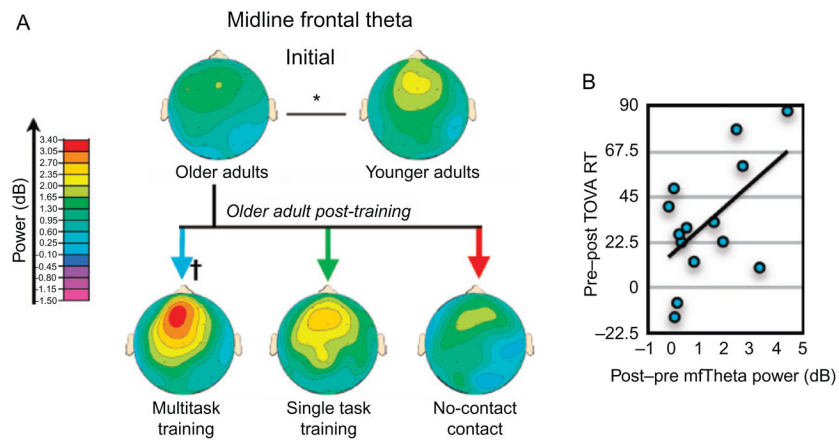 A
Midline frontal theta
Initial
*
Older adults
Younger adults
Power (dB)
3.40
3.05
2.70
2.35
2.00
1.65
1.30
0.95
0.60
0.25
-0.10
-0.45
-0.80
-1.15
-1.50
Older adult post-training
†
Multitask
training
Single task
training
No-contact
contact
B
Pre–post TOVA RT
90
67.5
45
22.5
0
–22.5
–1 0 1 2 3 4 5
Post–pre mfTheta power (dB)